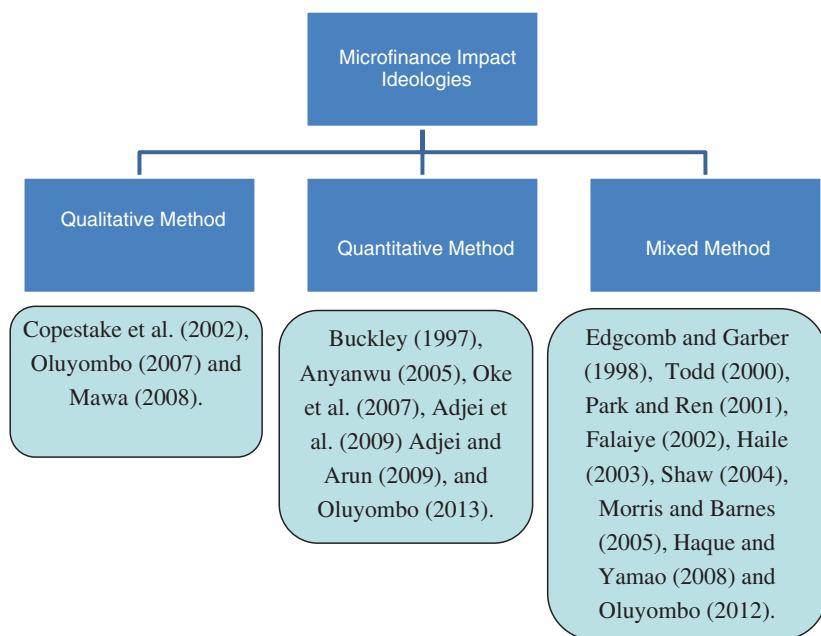 Microfinance Impact
Ideologies
Qualitative Method
Quantitative Method
Mixed Method
Copestake et al. (2002),
Oluyombo (2007) and
Mawa (2008).
Buckley (1997),
Anyanwu (2005), Oke
et al. (2007), Adjei et
al. (2009) Adjei and
Arun (2009), and
Oluyombo (2013).
Edgcomb and Garber
(1998), Todd (2000),
Park and Ren (2001),
Falaiye (2002), Haile
(2003), Shaw (2004),
Morris and Barnes
(2005), Haque and
Yamao (2008) and
Oluyombo (2012).